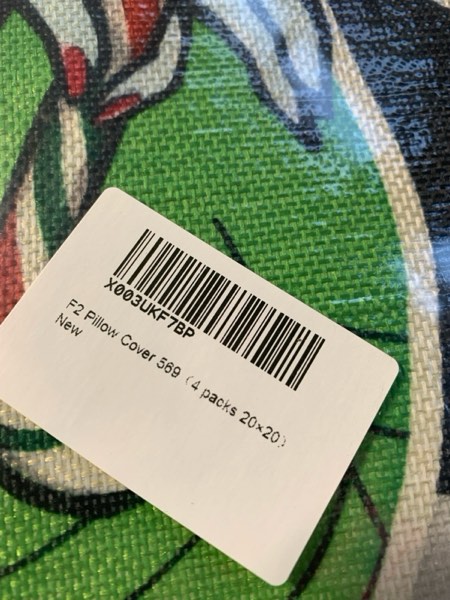 X003UKF7BP
F2 Pillow Cover 569 (4 packs 20×20)
New